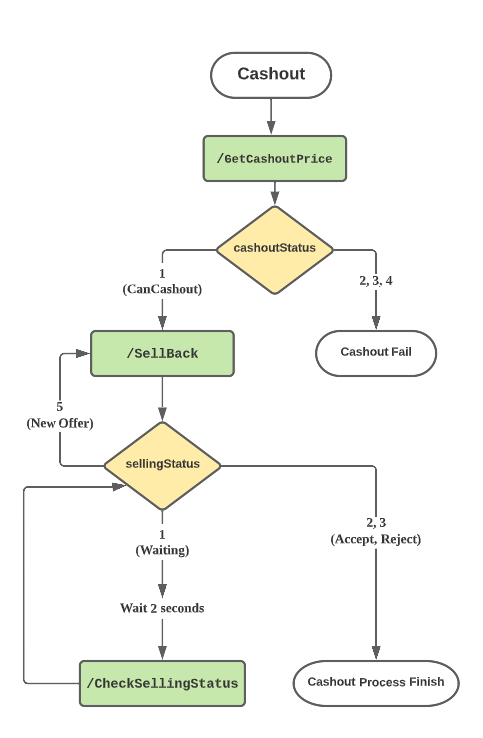 Cashout
/GetCashoutPrice
cashoutStatus
1
(CanCashout)
2, 3, 4
/SellBack
Cashout Fail
5
(New Offer)
sellingStatus
2, 3
(Accept, Reject)
1
(Waiting)
Wait 2 seconds
/CheckSellingStatus
Cashout Process Finish